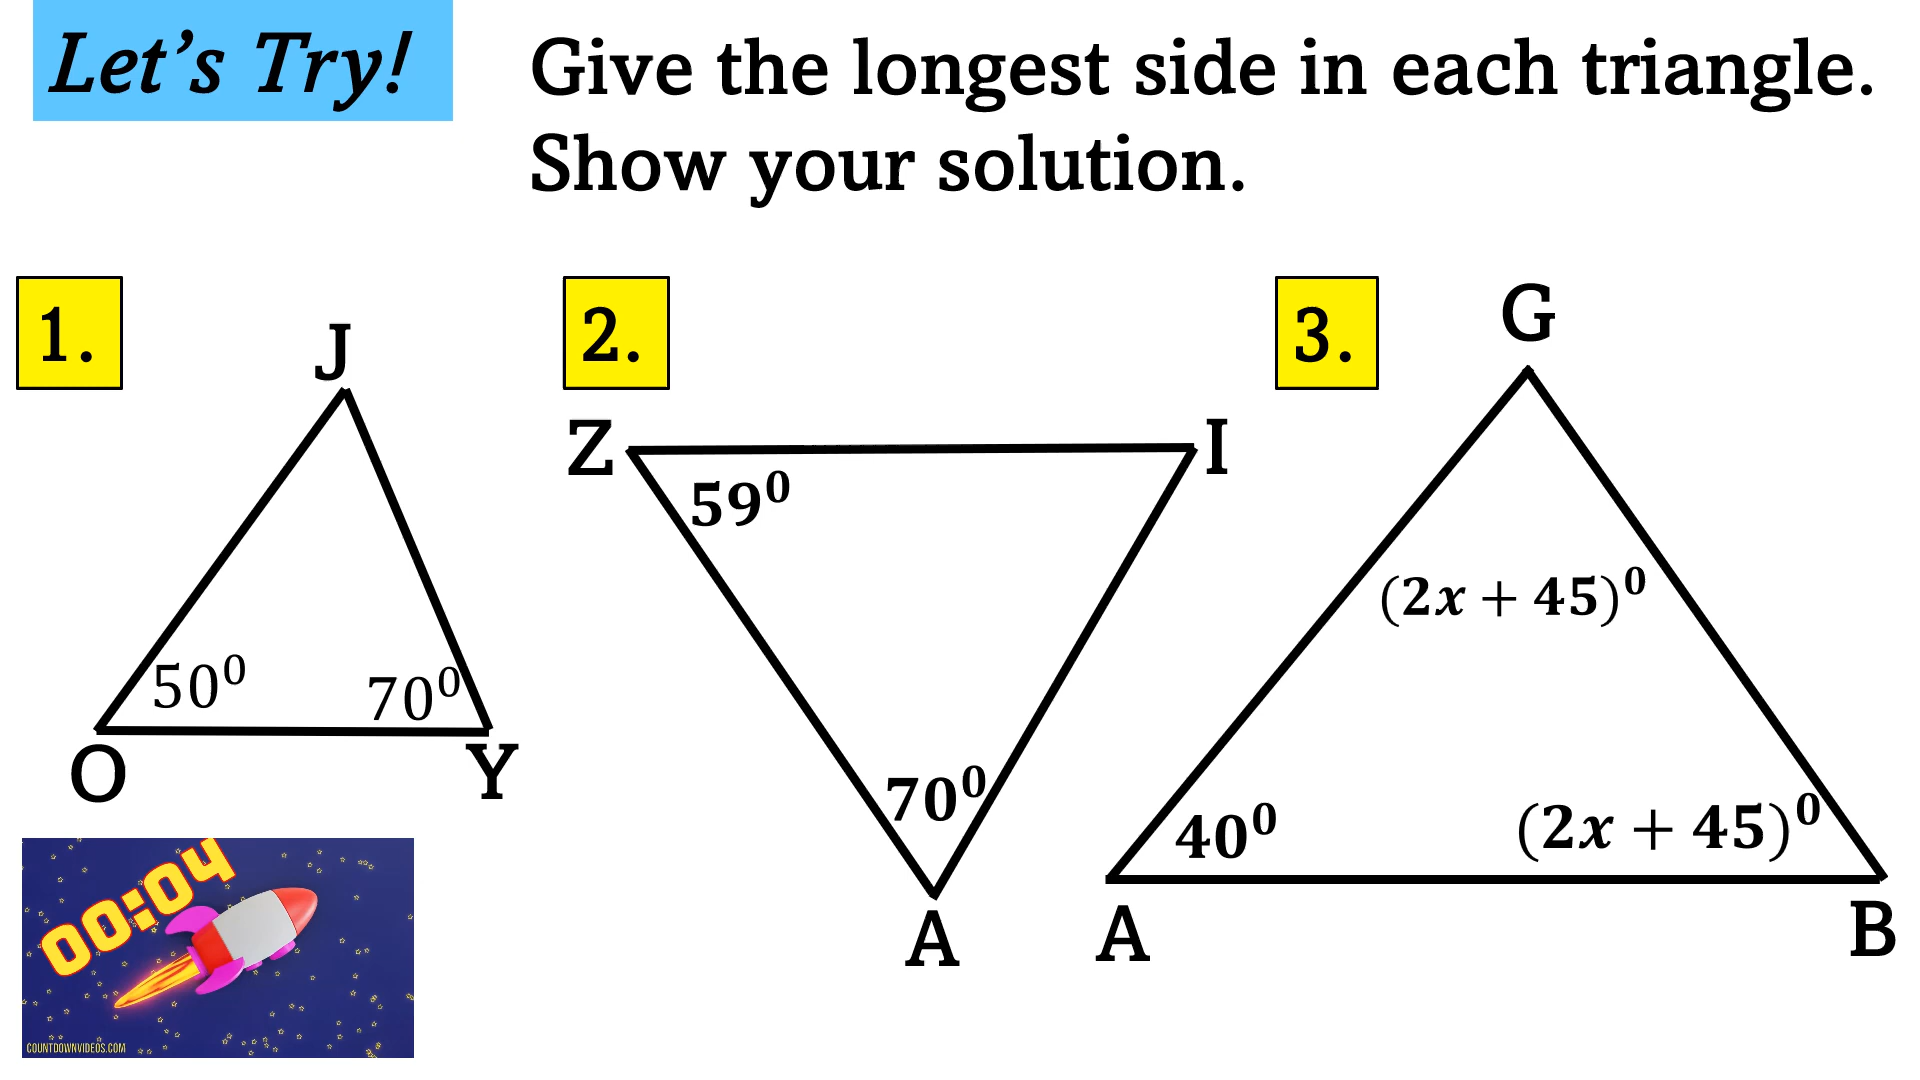 Let's Try!
Give the longest side in each triangle.
Show your solution.
1.
J
50⁰
70⁰
O
Y
2.
Z
I
59⁰
70⁰
A
3.
G
(2x + 45)⁰
40⁰
(2x + 45)⁰
A
B
00:04
COUNTDOWNVIDEOS.COM